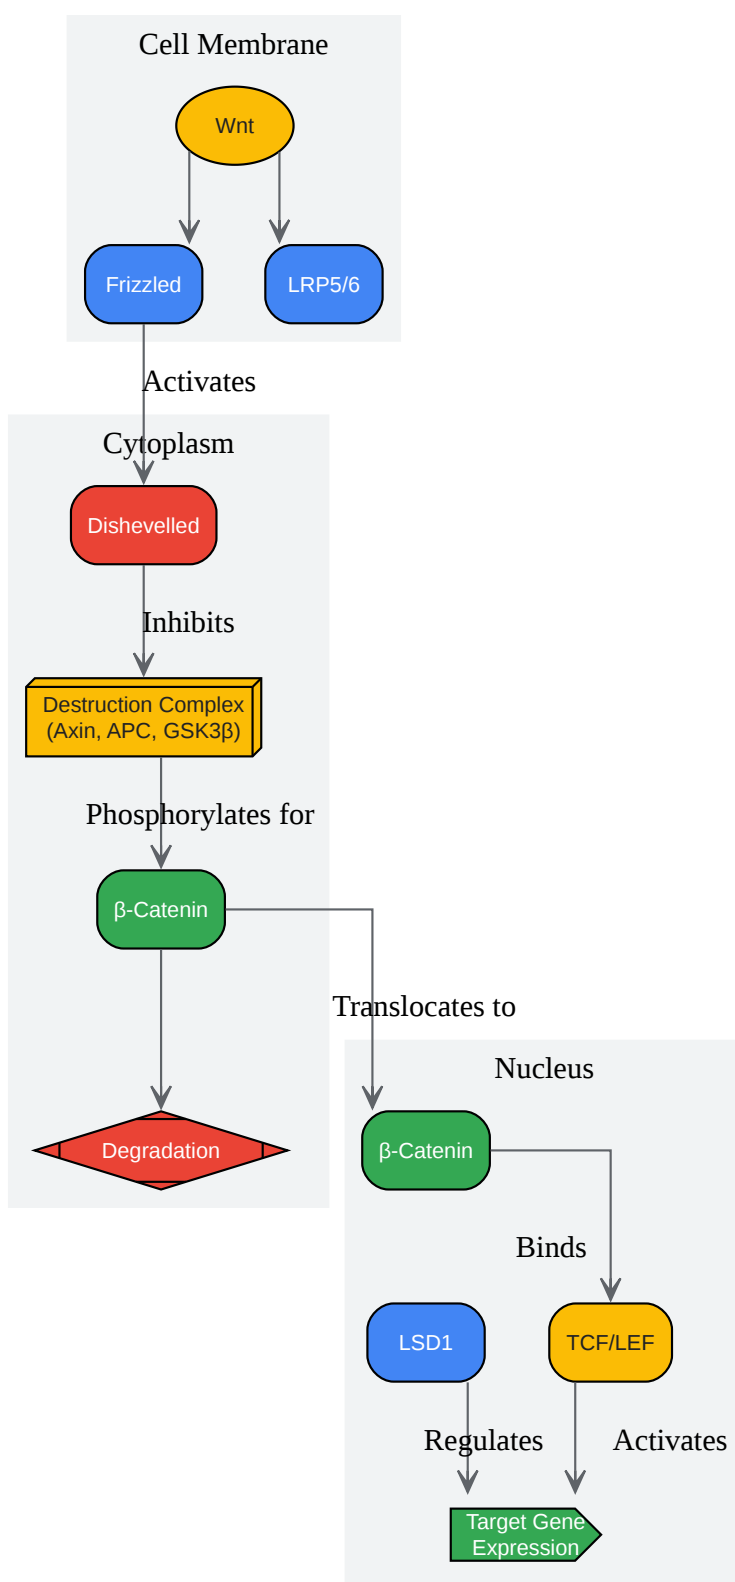 Cell Membrane
Wnt
Frizzled
LRP5/6
Activates
Cytoplasm
Dishevelled
Inhibits
Destruction Complex
(Axin, APC, GSK3β)
Phosphorylates for
β-Catenin
Translocates to
Nucleus
Degradation
β-Catenin
Binds
LSD1
TCF/LEF
Regulates
Activates
Target Gene
Expression